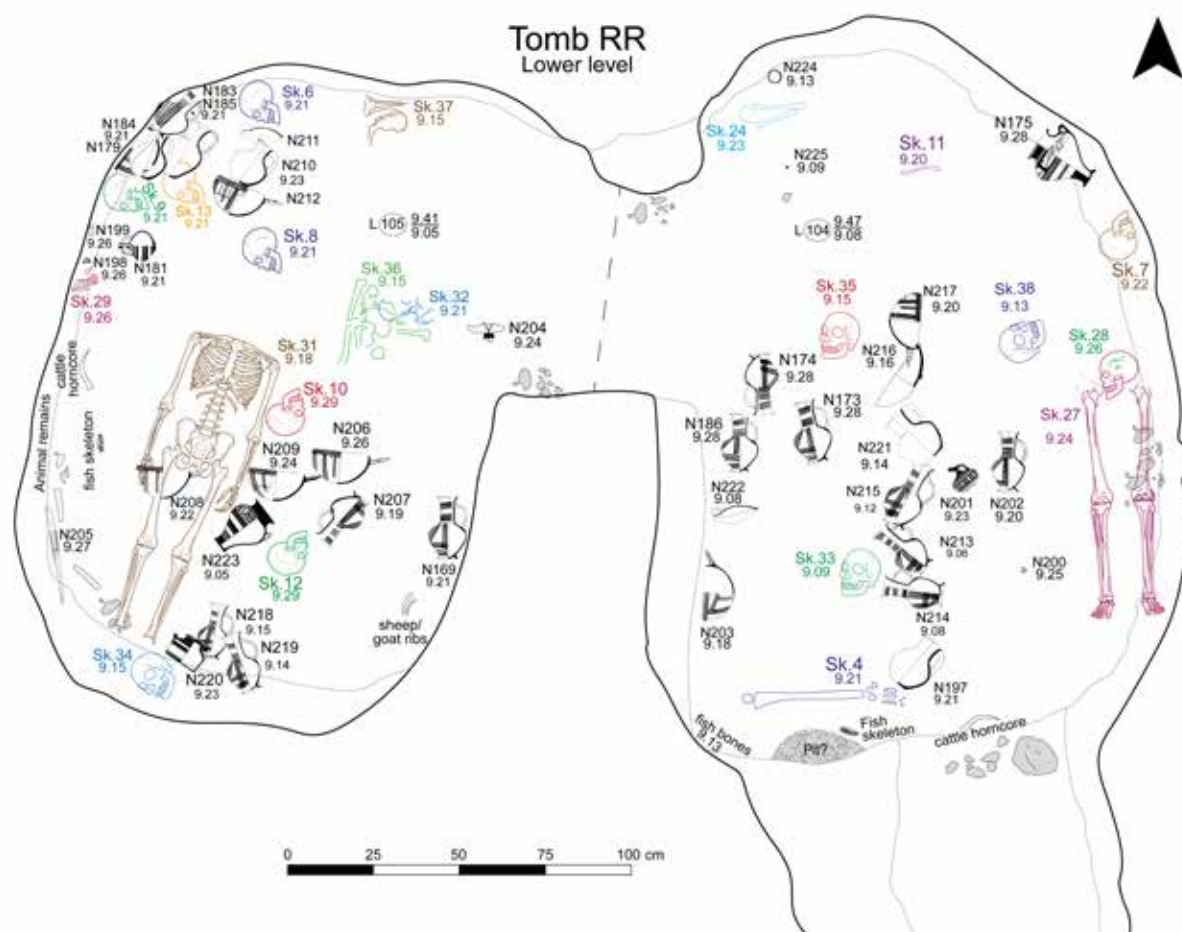 Tomb RR
Lower level
N183
N185
9.21
Sk.6
9.21
N184
9.21
N179
Sk.37
9.15
N211
N210
9.23
N212
Sk.9
9.21
Sk.13
9.21
N199
9.26
N198
9.26
N181
9.21
Sk.8
9.21
L 105
9.41
9.05
Sk.29
9.26
Sk.36
9.15
Sk.32
9.21
N204
9.24
Sk.31
9.18
Sk.10
9.29
Animal remains
cattle
horncore
fish skeleton
N206
9.26
N209
9.24
N208
9.22
N207
9.19
N205
9.27
N223
9.05
Sk.12
9.29
N169
9.21
sheep/
goat ribs
N218
9.15
N219
9.14
N220
9.23
Sk.34
9.15
N224
9.13
Sk.24
9.23
Sk.11
9.20
N175
9.28
N225
9.09
L 104
9.47
9.08
Sk.7
9.22
Sk.35
9.15
N217
9.20
Sk.38
9.13
N216
9.16
Sk.28
9.26
N174
9.28
N173
9.28
N186
9.28
Sk.27
9.24
N221
9.14
N222
9.08
N215
9.12
N201
9.23
N202
9.20
N213
9.06
Sk.33
9.09
N200
9.25
N214
9.08
N203
9.18
Sk.4
9.21
N197
9.21
fish bones
9.13
Pit?
Fish
skeleton
cattle horncore
0 25 50 75 100 cm